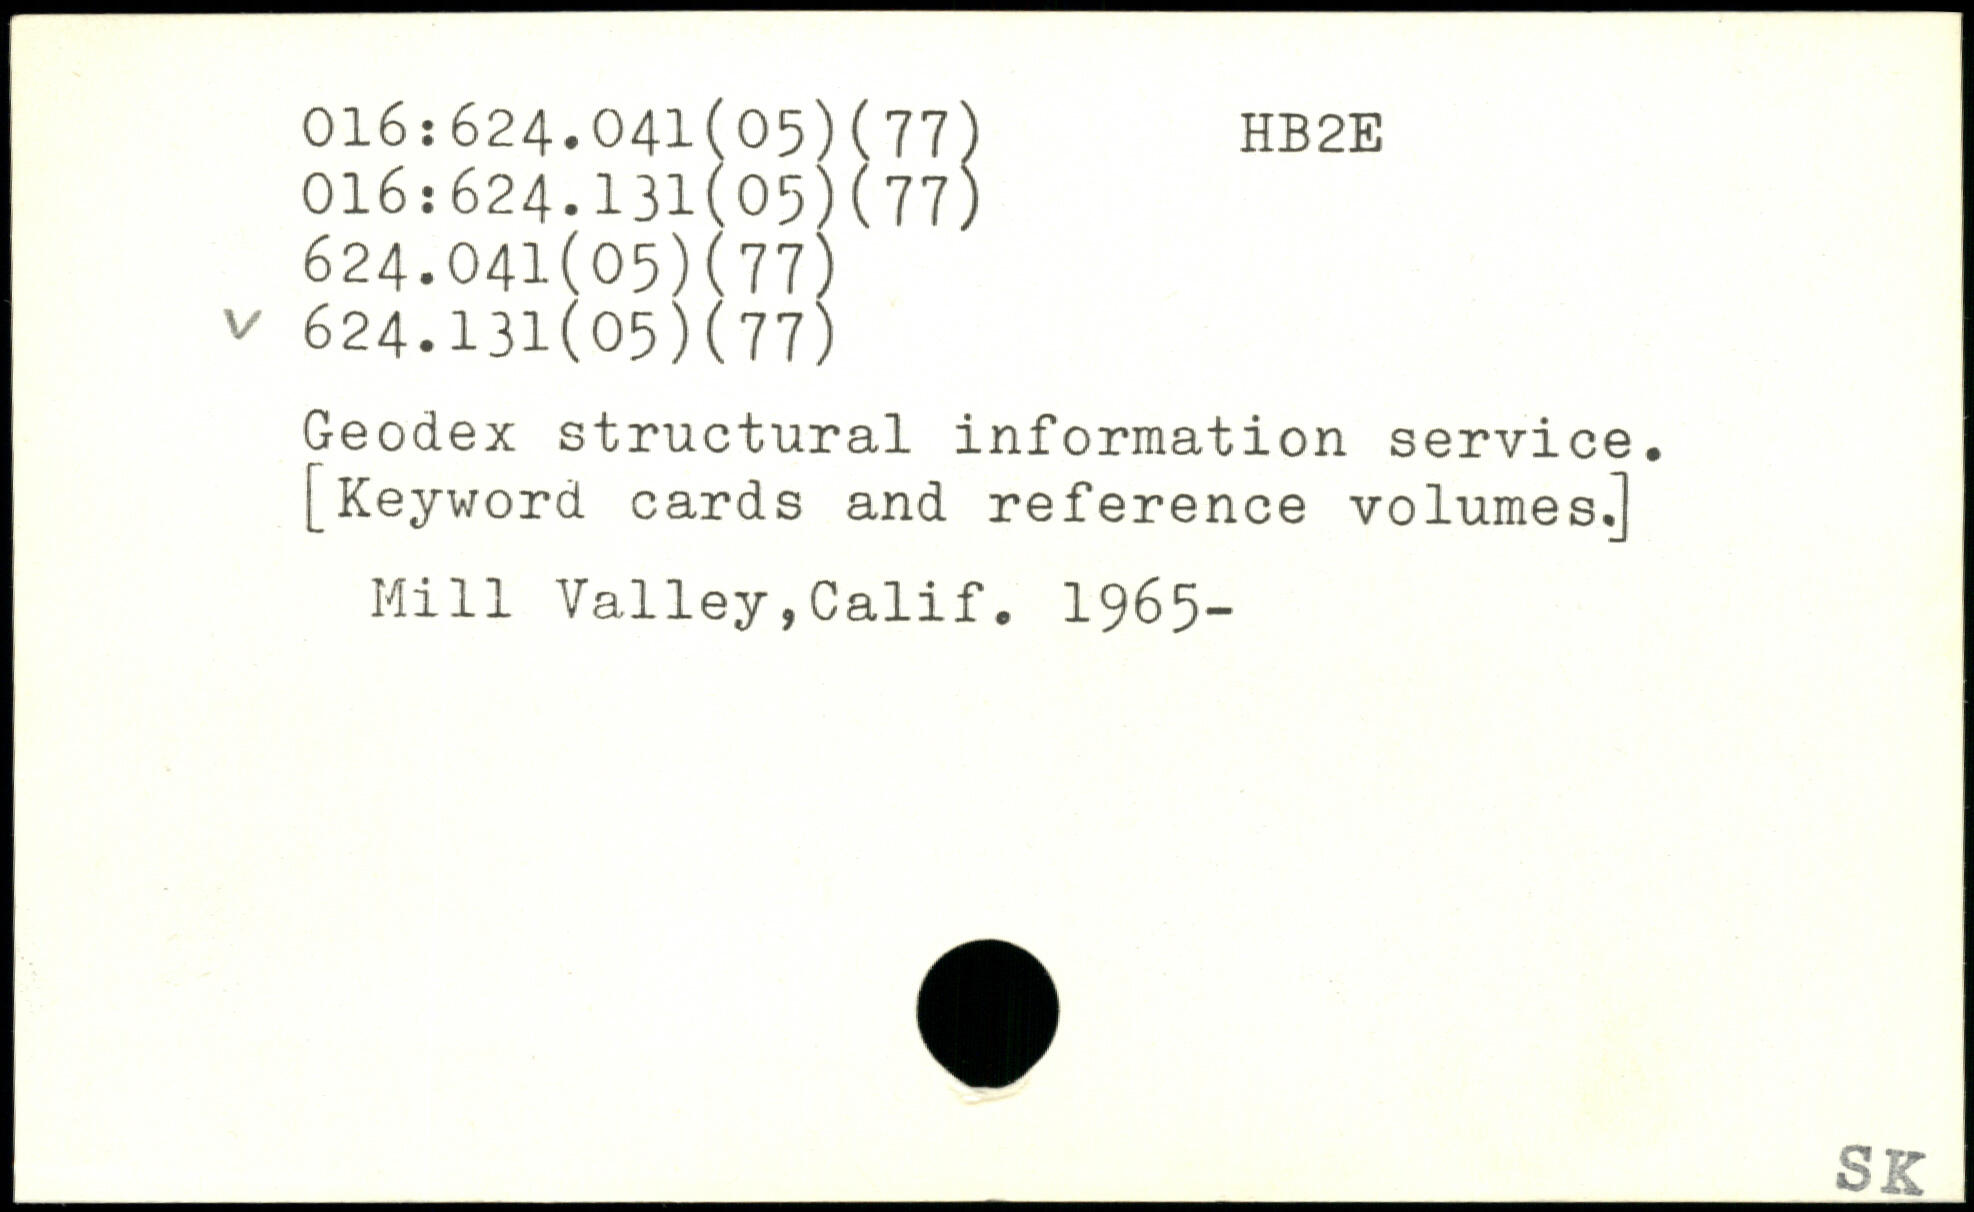 016:624.041(05)(77) HB2E
016:624.131(05)(77)
624.041(05)(77)
v 624.131(05)(77)
Geodex structural information service.
[Keyword cards and reference volumes.]
Mill Valley,Calif. 1965-
SK